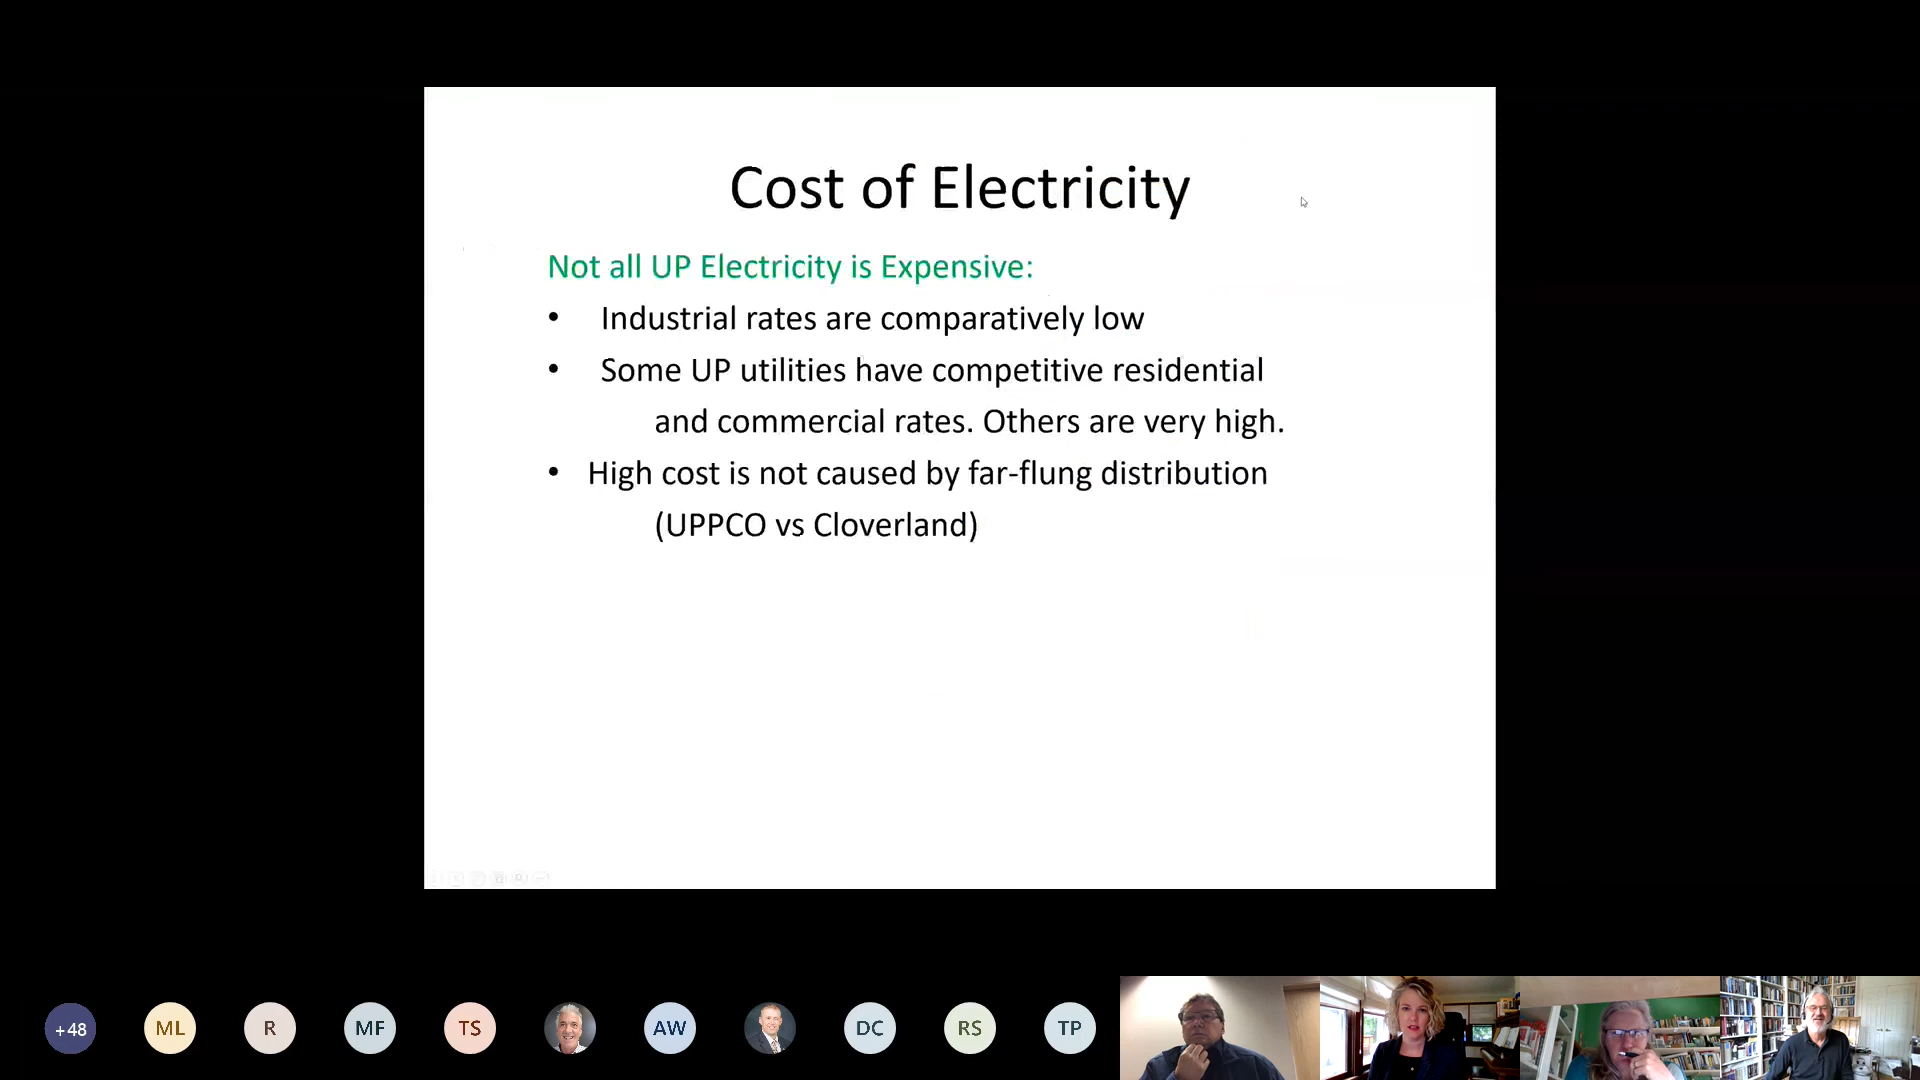 Cost of Electricity
Not all UP Electricity is Expensive:
• Industrial rates are comparatively low
• Some UP utilities have competitive residential
and commercial rates. Others are very high.
• High cost is not caused by far-flung distribution
(UPPCO vs Cloverland)
+48 ML R MF TS AW DC RS TP